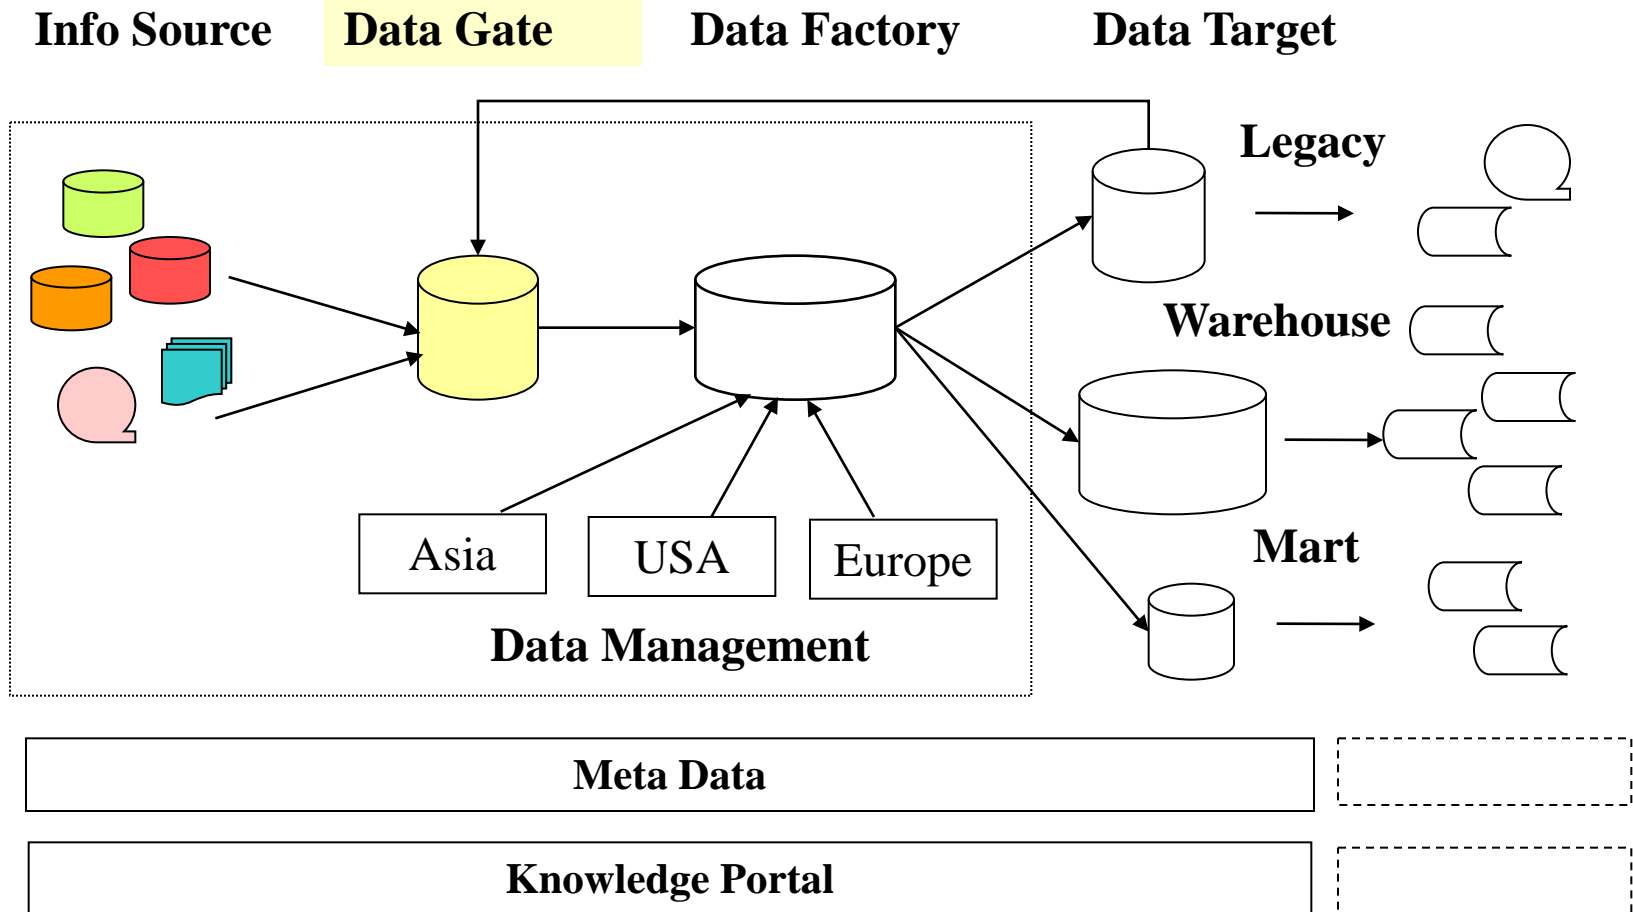 Info Source Data Gate Data Factory Data Target
Legacy
Warehouse
Mart
Asia USA Europe
Data Management
Meta Data
Knowledge Portal